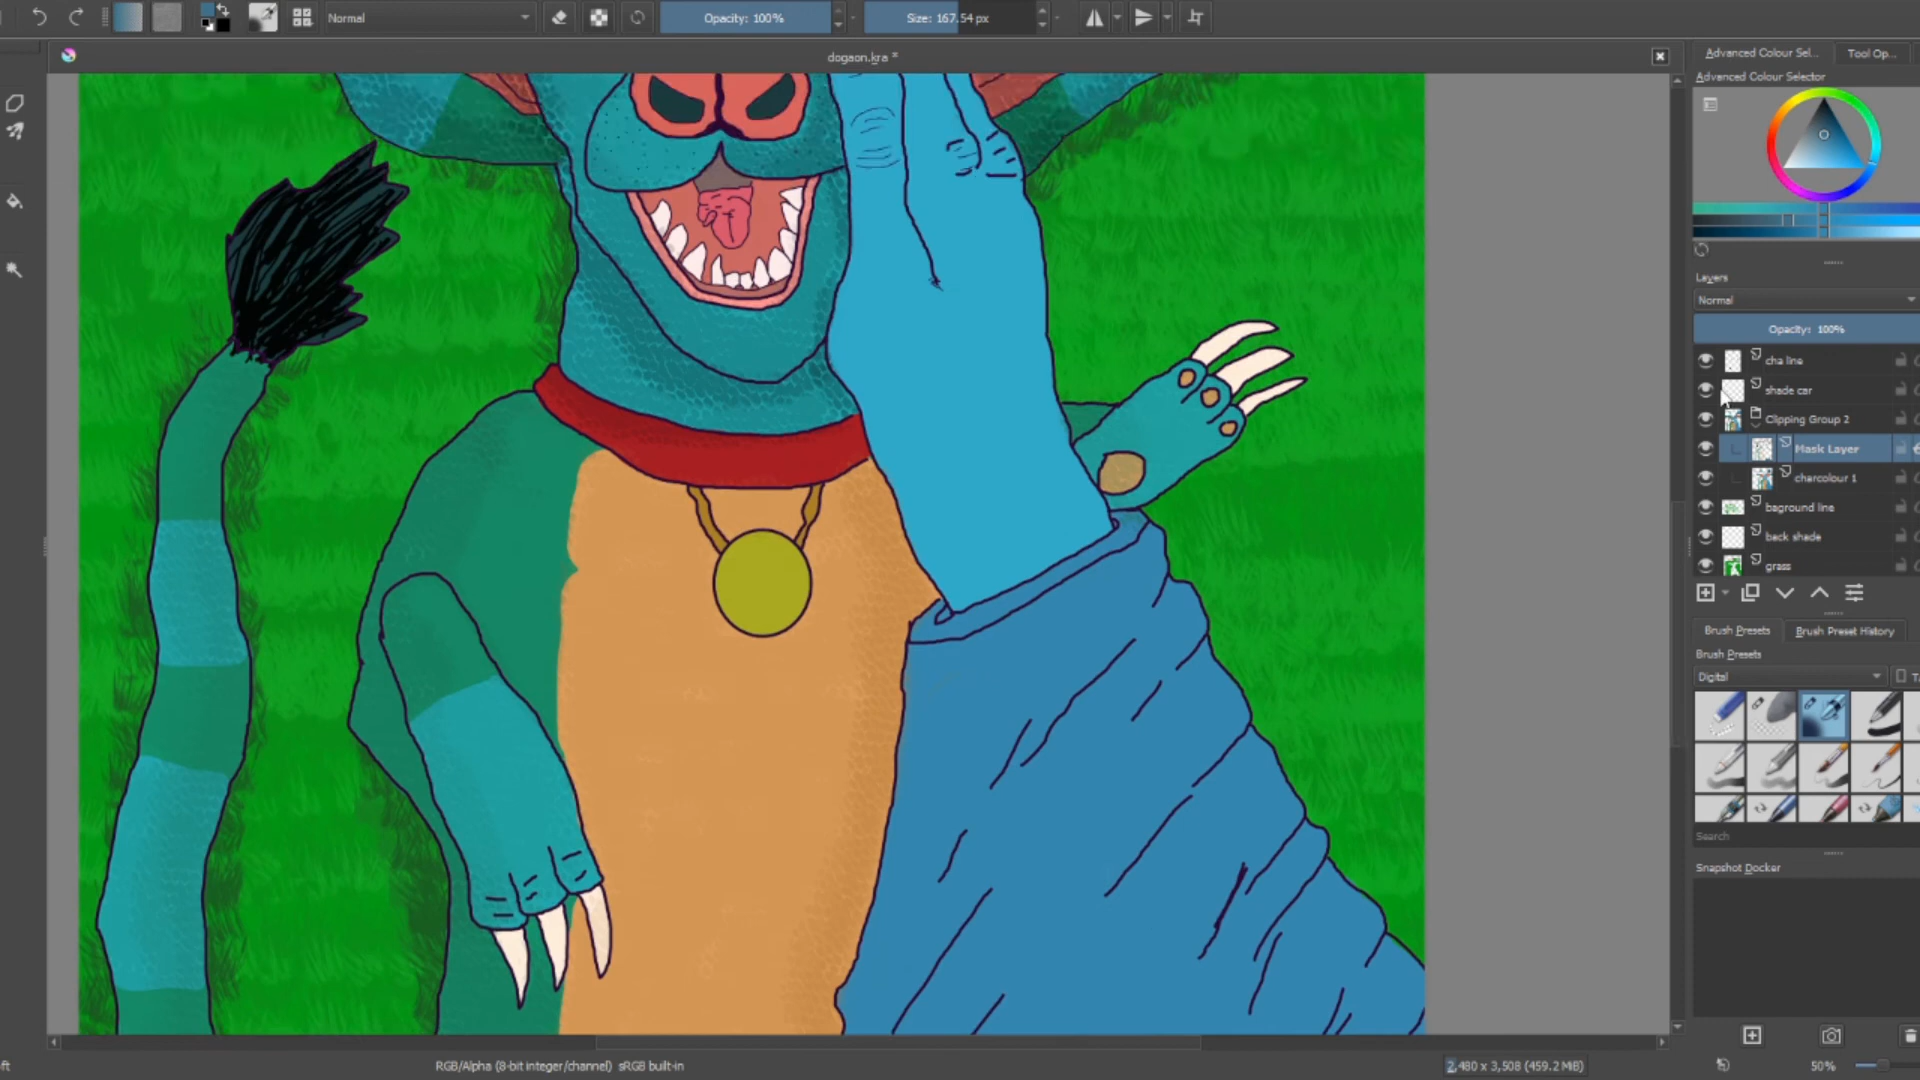 Normal
Opacity: 100%
Size: 167.54 px
dogaon.kra *
Advanced Colour Sel...
Tool Op...
Advanced Colour Selector
Layers
Normal
Opacity: 100%
cha line
shade car
Clipping Group 2
Mask Layer
charcolour 1
baground line
back shade
grass
Brush Presets
Brush Preset History
Brush Presets
Digital
Search
Snapshot Docker
ft
RGB/Alpha (8-bit integer/channel) sRGB built-in
2,480 x 3,508 (459.2 MiB)
50%